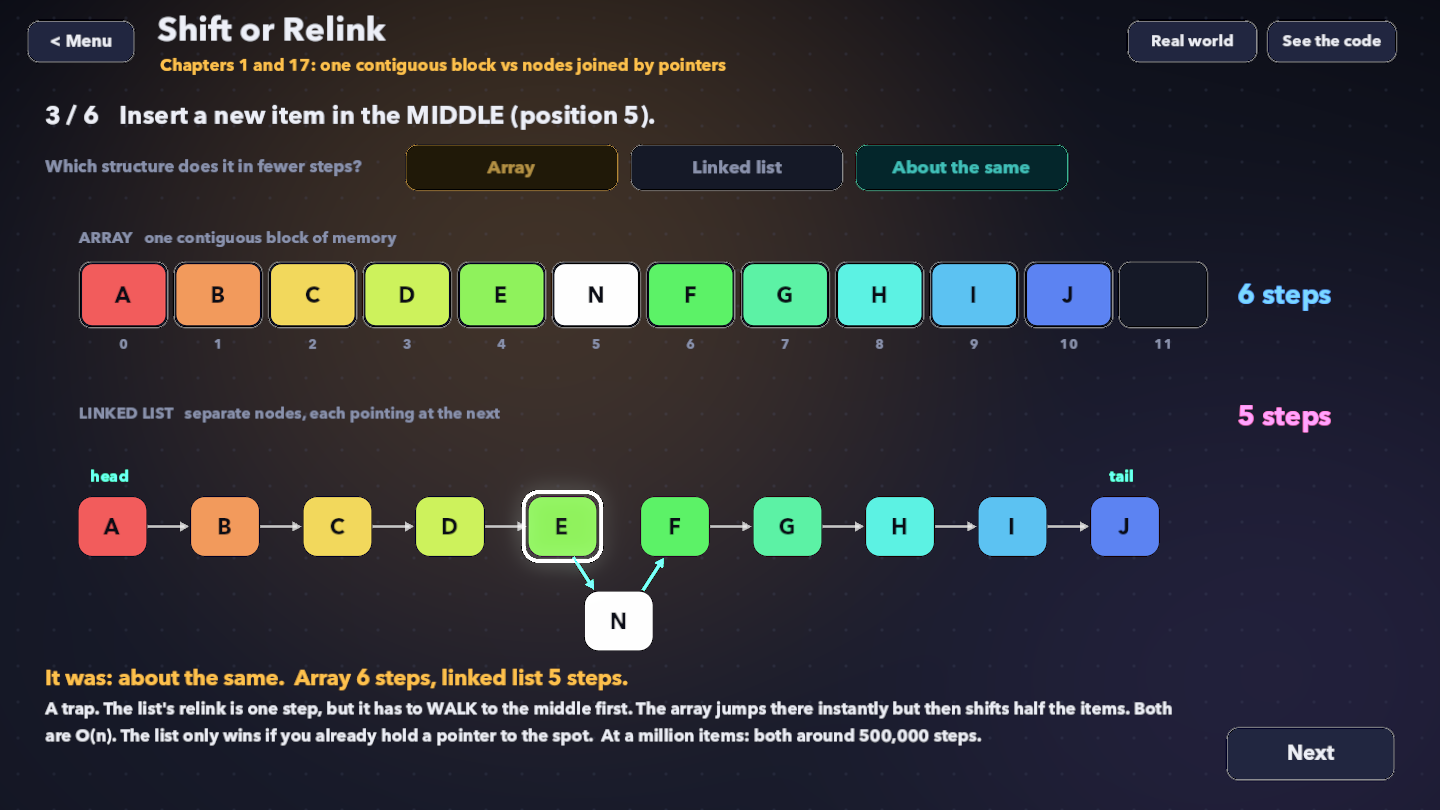 < Menu
Shift or Relink
Chapters 1 and 17: one contiguous block vs nodes joined by pointers
Real world
See the code
3 / 6 Insert a new item in the MIDDLE (position 5).
Which structure does it in fewer steps?
Array
Linked list
About the same
ARRAY one contiguous block of memory
A B C D E N F G H I J
6 steps
0 1 2 3 4 5 6 7 8 9 10 11
LINKED LIST separate nodes, each pointing at the next
5 steps
head
tail
A B C D E F G H I J
N
It was: about the same. Array 6 steps, linked list 5 steps.
A trap. The list's relink is one step, but it has to WALK to the middle first. The array jumps there instantly but then shifts half the items. Both
are O(n). The list only wins if you already hold a pointer to the spot. At a million items: both around 500,000 steps.
Next